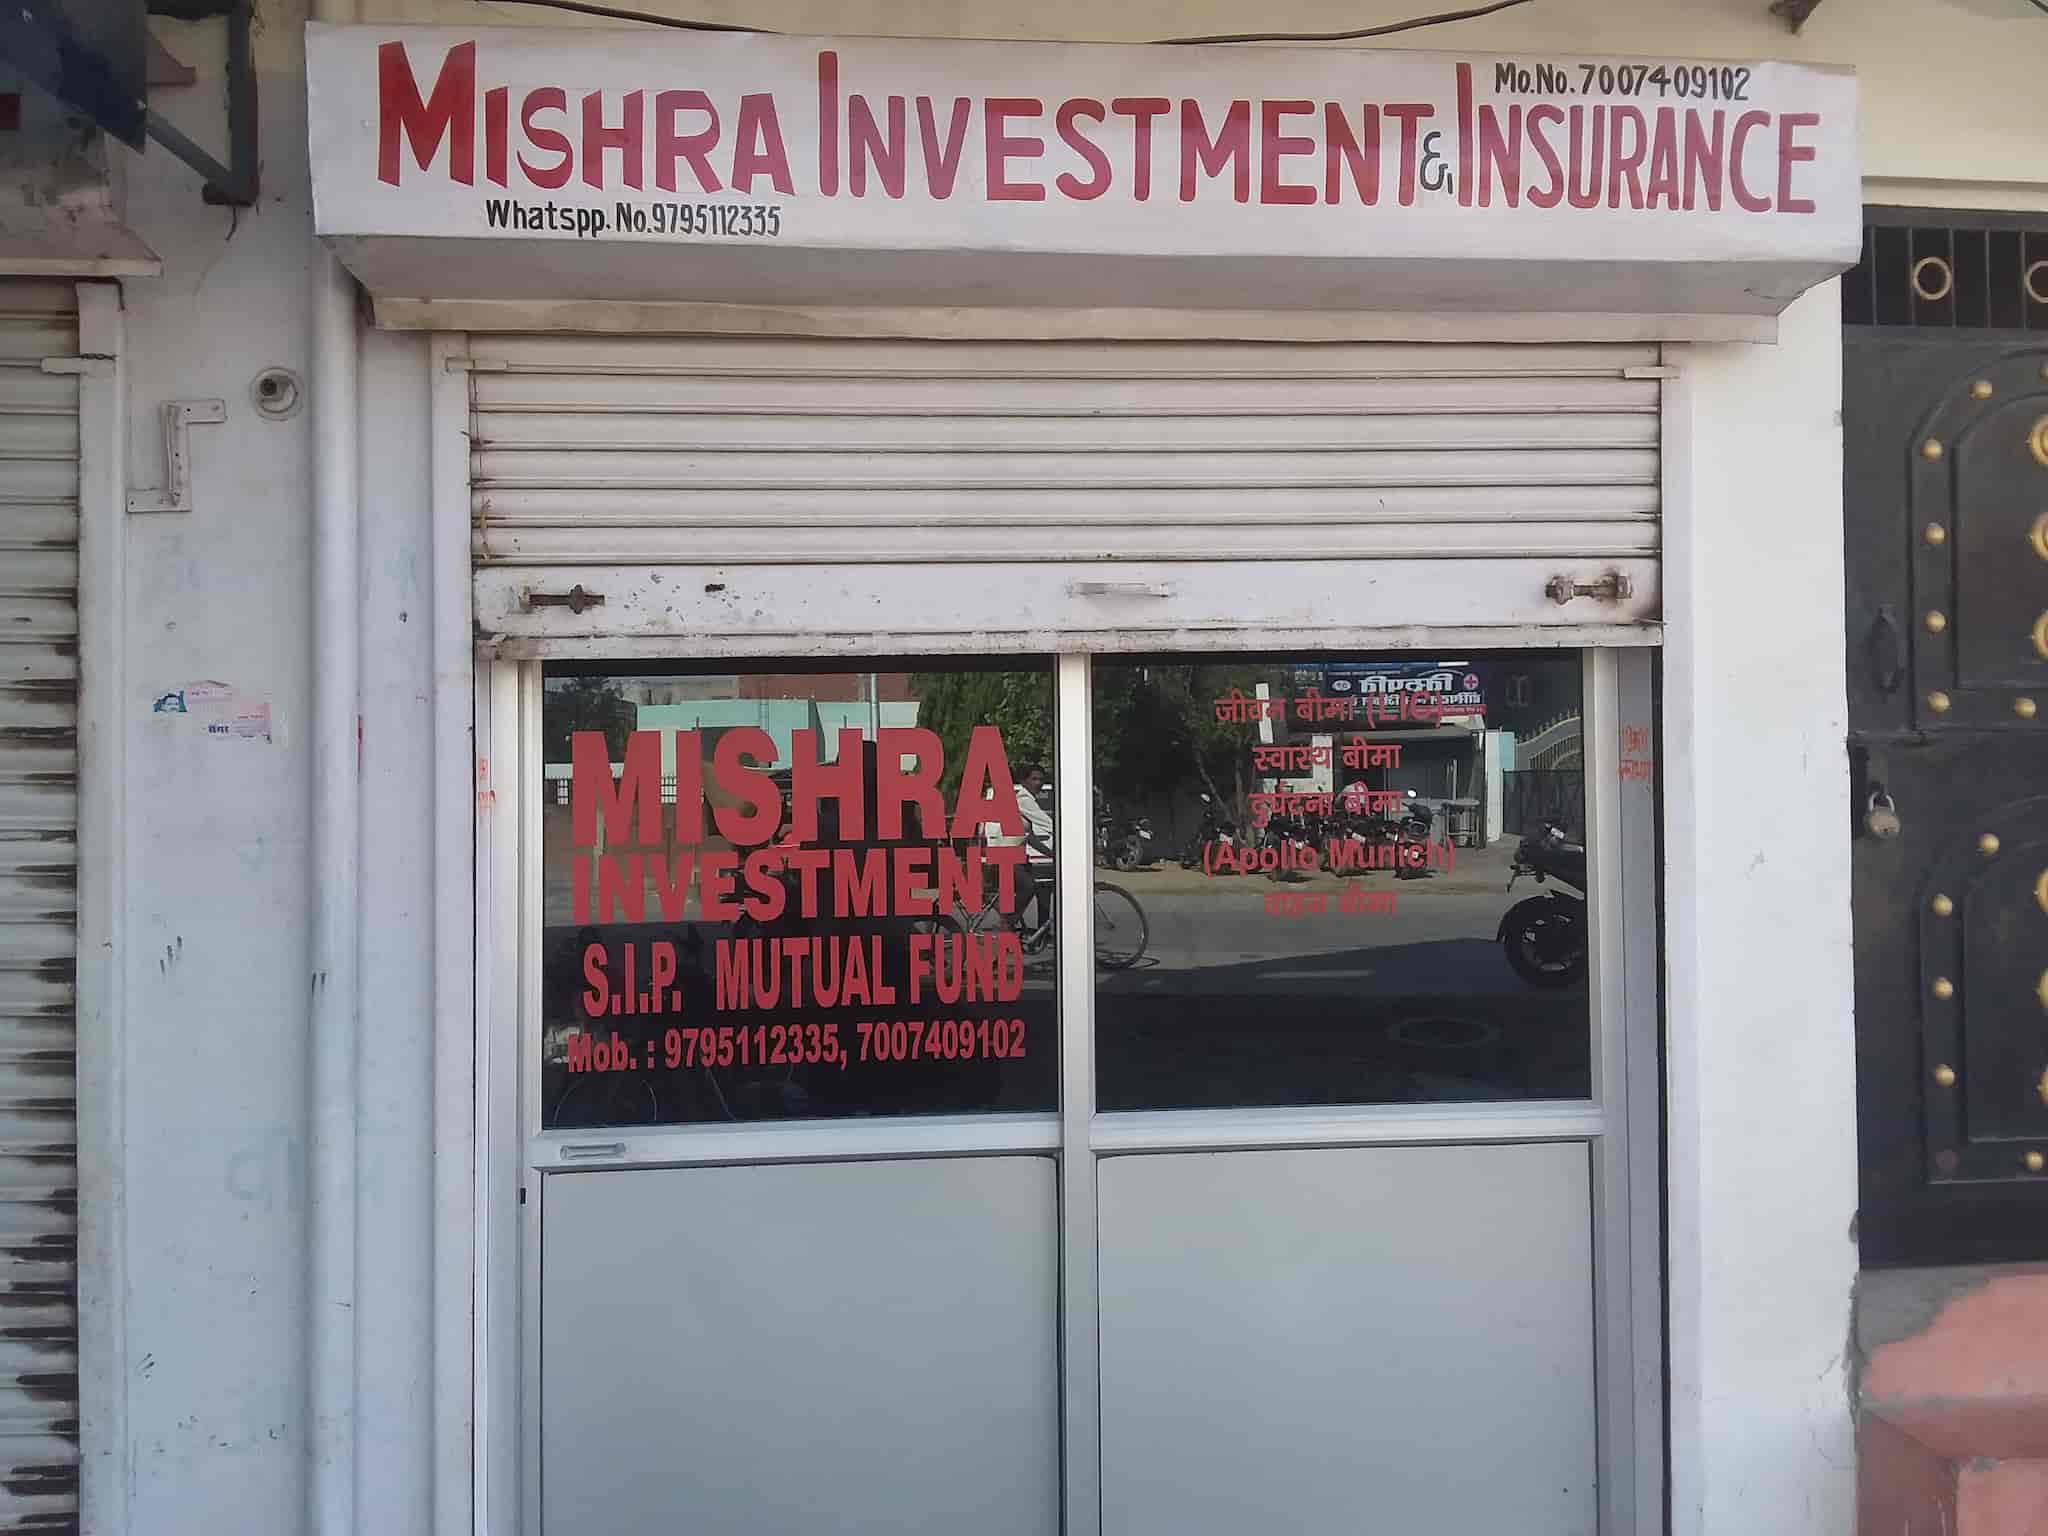 Mo.No.7007409102
MISHRA INVESTMENT & INSURANCE
Whatspp.No.9795112335
MISHRA
INVESTMENT
S.I.P. MUTUAL FUND
Mob. : 9795112335, 7007409102
जीवन बीमा (LIC)
स्वास्थ बीमा
दुर्घटना बीमा
(Apollo Munich)
वाहन बीमा